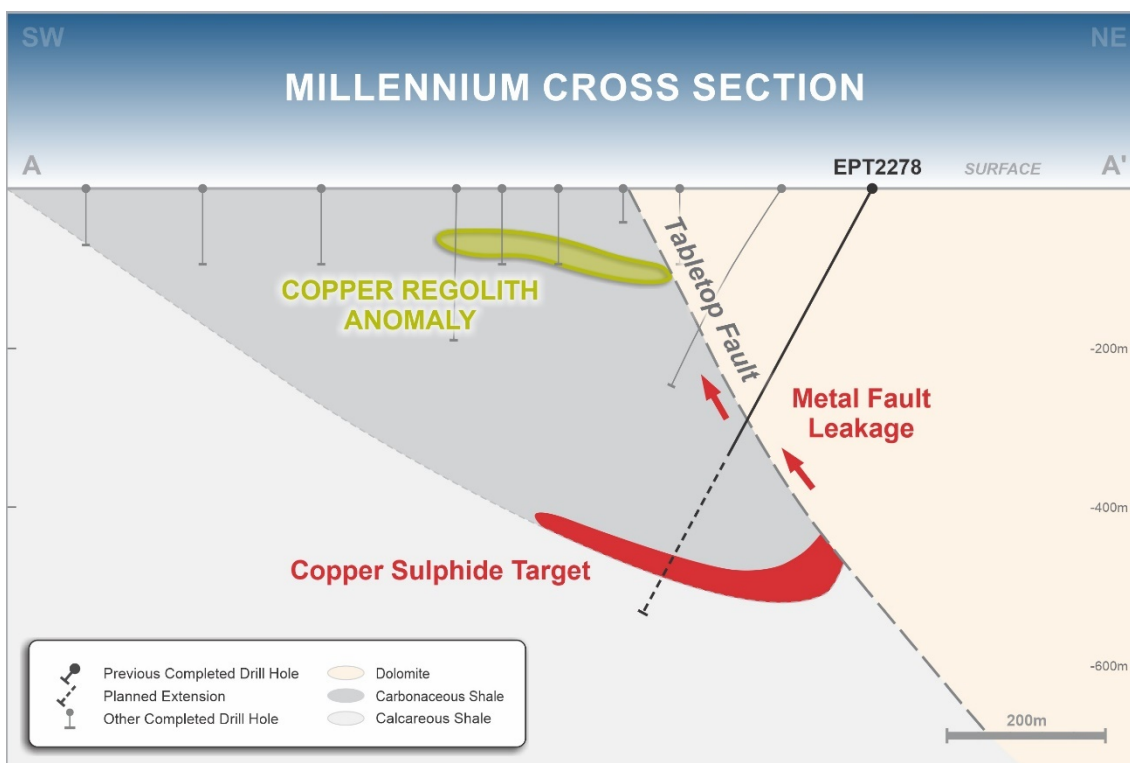 SW
NE
MILLENNIUM CROSS SECTION
A
EPT2278
SURFACE
A'
Tabletop Fault
COPPER REGOLITH
ANOMALY
-200m
Metal Fault
Leakage
-400m
Copper Sulphide Target
-600m
Previous Completed Drill Hole
Planned Extension
Other Completed Drill Hole
Dolomite
Carbonaceous Shale
Calcareous Shale
200m